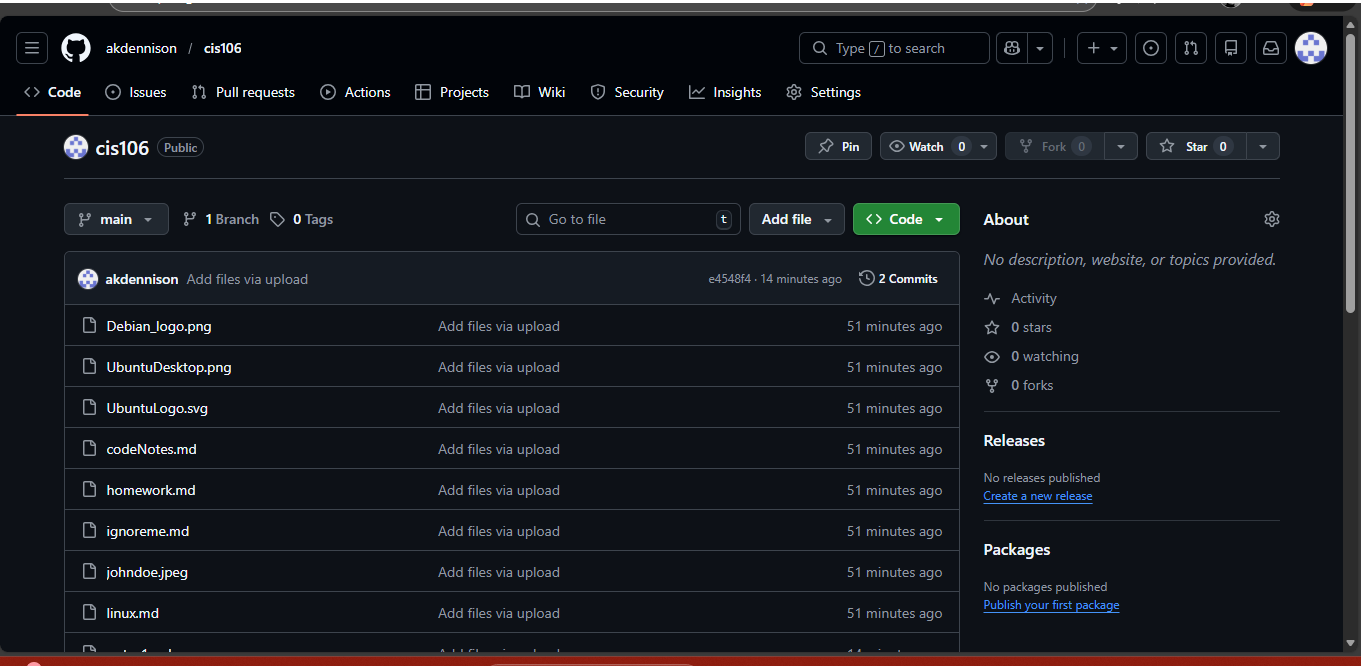 akdennison / cis106
Type / to search
Code Issues Pull requests Actions Projects Wiki Security Insights Settings
cis106 Public
Pin Watch 0 Fork 0 Star 0
main 1 Branch 0 Tags Go to file t Add file Code
akdennison Add files via upload e4548f4 · 14 minutes ago 2 Commits
Debian_logo.png Add files via upload 51 minutes ago
UbuntuDesktop.png Add files via upload 51 minutes ago
UbuntuLogo.svg Add files via upload 51 minutes ago
codeNotes.md Add files via upload 51 minutes ago
homework.md Add files via upload 51 minutes ago
ignoreme.md Add files via upload 51 minutes ago
johndoe.jpeg Add files via upload 51 minutes ago
linux.md Add files via upload 51 minutes ago
About
No description, website, or topics provided.
Activity
0 stars
0 watching
0 forks
Releases
No releases published
Create a new release
Packages
No packages published
Publish your first package